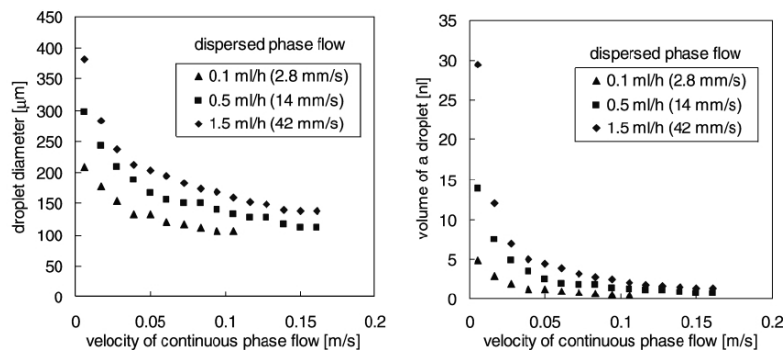 450
400
350
300
250
200
150
100
50
0
droplet diameter [μm]
dispersed phase flow
0.1 ml/h (2.8 mm/s)
0.5 ml/h (14 mm/s)
1.5 ml/h (42 mm/s)
0 0.05 0.1 0.15 0.2
velocity of continuous phase flow [m/s]
35
30
25
20
15
10
5
0
volume of a droplet [nl]
dispersed phase flow
0.1 ml/h (2.8 mm/s)
0.5 ml/h (14 mm/s)
1.5 ml/h (42 mm/s)
0 0.05 0.1 0.15 0.2
velocity of continuous phase flow [m/s]